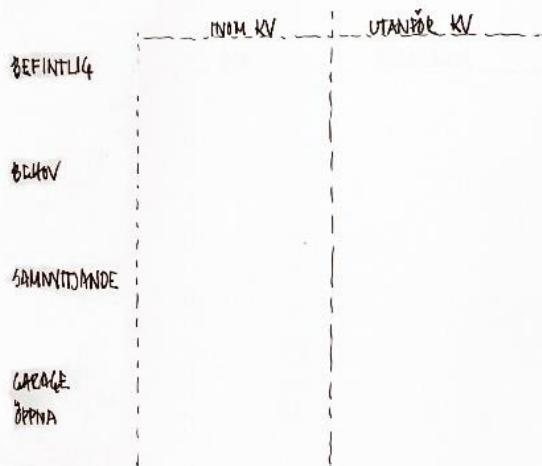 INOM KV
UTANFÖR KV
BEFINTLIG
BEHOV
SAMNYTTJANDE
GARAGE
ÖPPNA